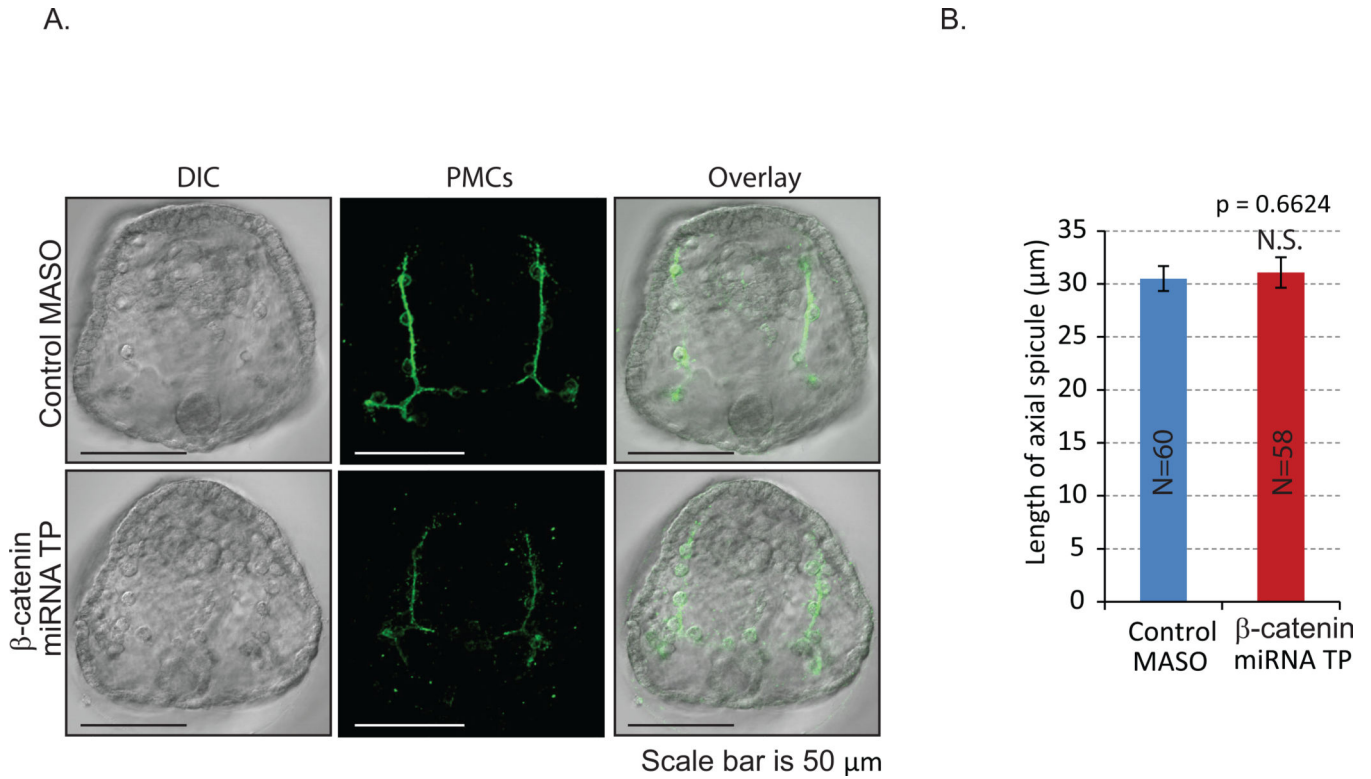 A.
DIC
PMCs
Overlay
Control MASO
β-catenin
miRNA TP
Scale bar is 50 μm
B.
p = 0.6624
N.S.
Length of axial spicule (μm)
35
30
25
20
15
10
5
0
N=60
N=58
Control
MASO
β-catenin
miRNA TP